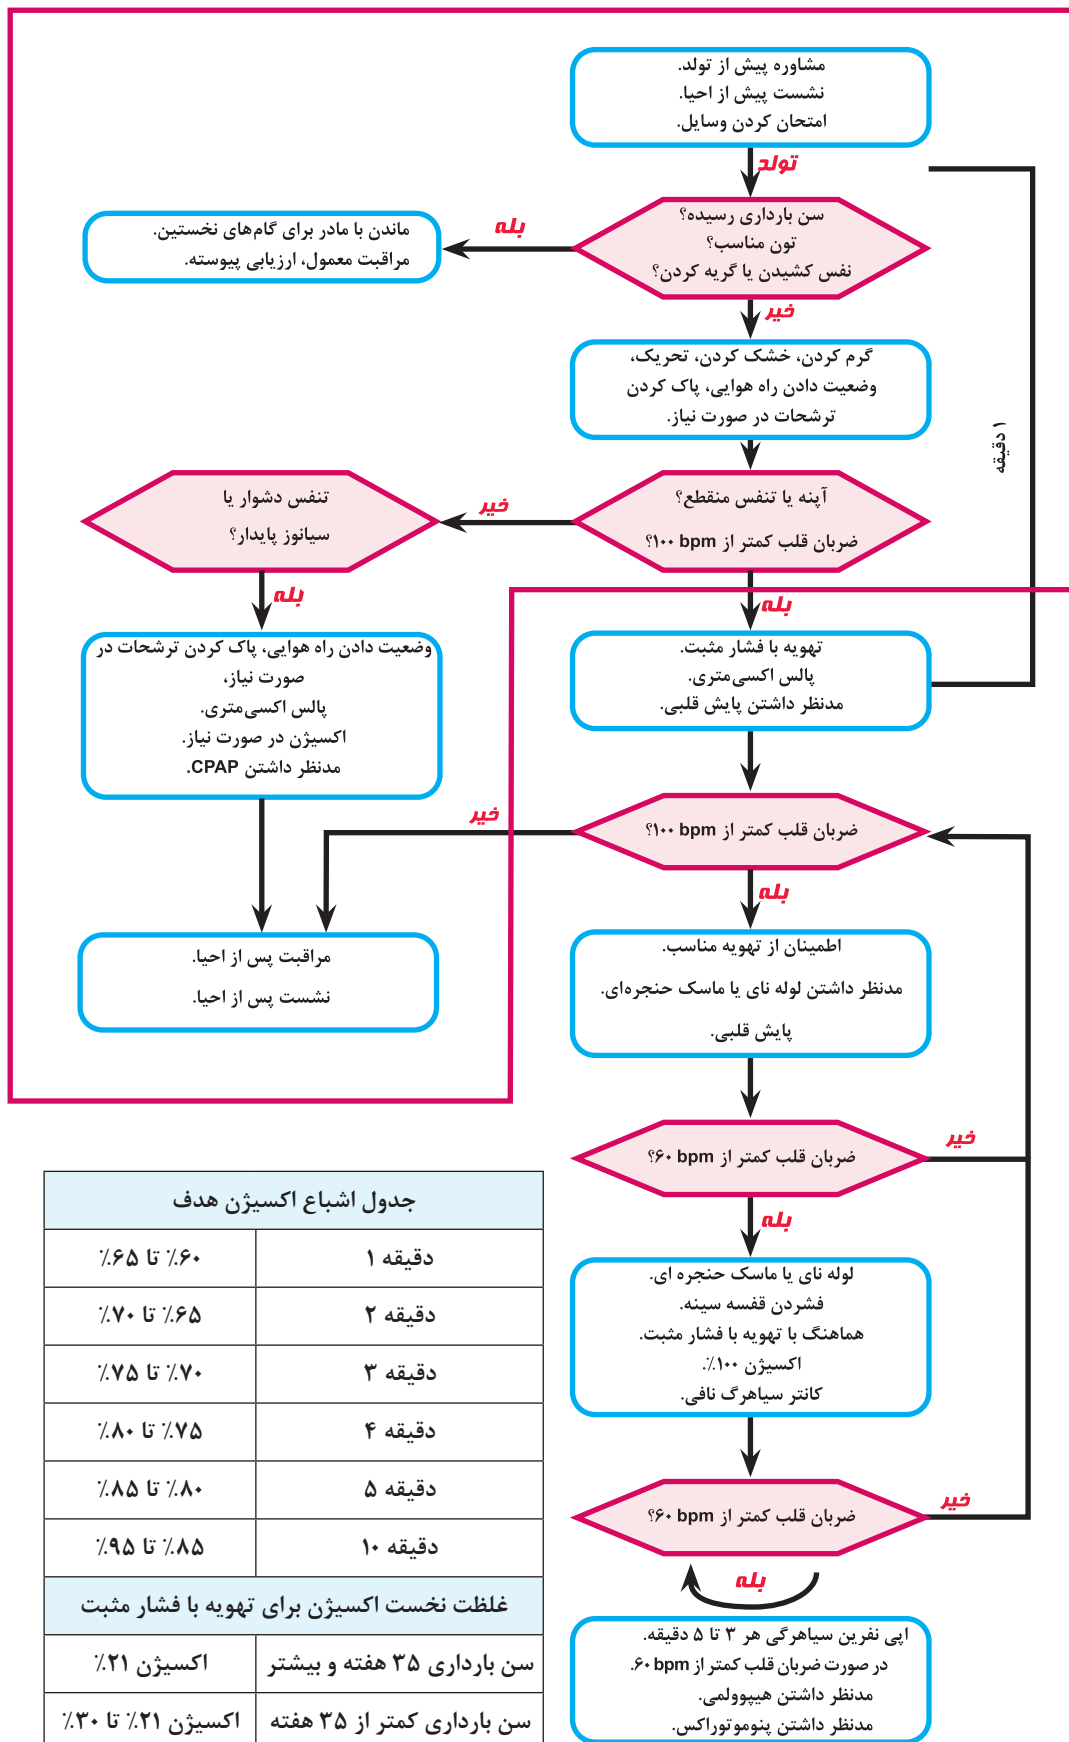 مشاوره پیش از تولد.
نشست پیش از احیا.
امتحان کردن وسایل.
تولد
سن بارداری رسیده؟
تون مناسب؟
نفس کشیدن یا گریه کردن؟
بله
ماندن با مادر برای گام‌های نخستین.
مراقبت معمول، ارزیابی پیوسته.
خیر
گرم کردن، خشک کردن، تحریک،
وضعیت دادن راه هوایی، پاک کردن
ترشحات در صورت نیاز.
۱ دقیقه
آپنه یا تنفس منقطع؟
ضربان قلب کمتر از ۱۰۰ bpm؟
خیر
تنفس دشوار یا
سیانوز پایدار؟
بله
وضعیت دادن راه هوایی، پاک کردن ترشحات در
صورت نیاز،
پالس اکسی‌متری.
اکسیژن در صورت نیاز.
مدنظر داشتن CPAP.
بله
تهویه با فشار مثبت.
پالس اکسی‌متری.
مدنظر داشتن پایش قلبی.
ضربان قلب کمتر از ۱۰۰ bpm؟
خیر
مراقبت پس از احیا.
نشست پس از احیا.
بله
اطمینان از تهویه مناسب.
مدنظر داشتن لوله نای یا ماسک حنجره‌ای.
پایش قلبی.
ضربان قلب کمتر از ۶۰ bpm؟
خیر
بله
لوله نای یا ماسک حنجره ای.
فشردن قفسه سینه.
هماهنگ با تهویه با فشار مثبت.
اکسیژن ۱۰۰٪.
کانتر سیاهرگ نافی.
ضربان قلب کمتر از ۶۰ bpm؟
خیر
بله
اپی نفرین سیاهرگی هر ۳ تا ۵ دقیقه.
در صورت ضربان قلب کمتر از ۶۰ bpm.
مدنظر داشتن هیپوولمی.
مدنظر داشتن پنوموتوراکس.
جدول اشباع اکسیژن هدف
دقیقه ۱ ۶۰٪ تا ۶۵٪
دقیقه ۲ ۶۵٪ تا ۷۰٪
دقیقه ۳ ۷۰٪ تا ۷۵٪
دقیقه ۴ ۷۵٪ تا ۸۰٪
دقیقه ۵ ۸۰٪ تا ۸۵٪
دقیقه ۱۰ ۸۵٪ تا ۹۵٪
غلظت نخست اکسیژن برای تهویه با فشار مثبت
سن بارداری ۳۵ هفته و بیشتر اکسیژن ۲۱٪
سن بارداری کمتر از ۳۵ هفته اکسیژن ۲۱٪ تا ۳۰٪